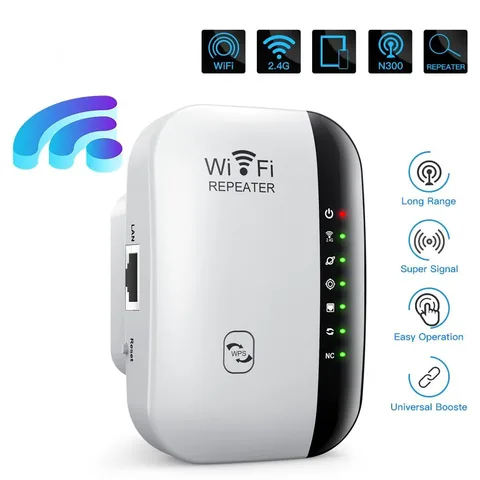 WiFi
2.4G
N300
REPEATER
WiFi
REPEATER
LAN
Reset
WPS
2.4G
NC
Long Range
Super Signal
Easy Operation
Universal Booste